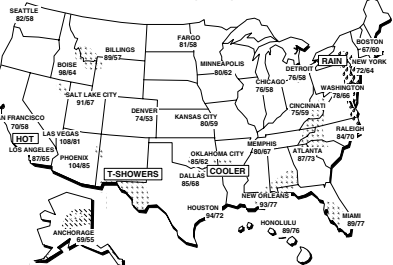 SEATTLE
82/58
FARGO
81/58
BILLINGS
89/57
BOISE
98/64
MINNEAPOLIS
80/62
BOSTON
67/60
RAIN
NEW YORK
72/64
DETROIT
76/58
CHICAGO
76/58
WASHINGTON
78/66
SALT LAKE CITY
91/67
DENVER
74/53
KANSAS CITY
80/59
CINCINNATI
75/59
N FRANCISCO
70/58
HOT
LAS VEGAS
108/81
LOS ANGELES
87/65
PHOENIX
104/85
RALEIGH
84/70
MEMPHIS
80/67
ATLANTA
87/73
OKLAHOMA CITY
85/62
T-SHOWERS
COOLER
DALLAS
85/68
NEW ORLEANS
93/77
HOUSTON
94/72
MIAMI
89/77
HONOLULU
89/76
ANCHORAGE
69/55